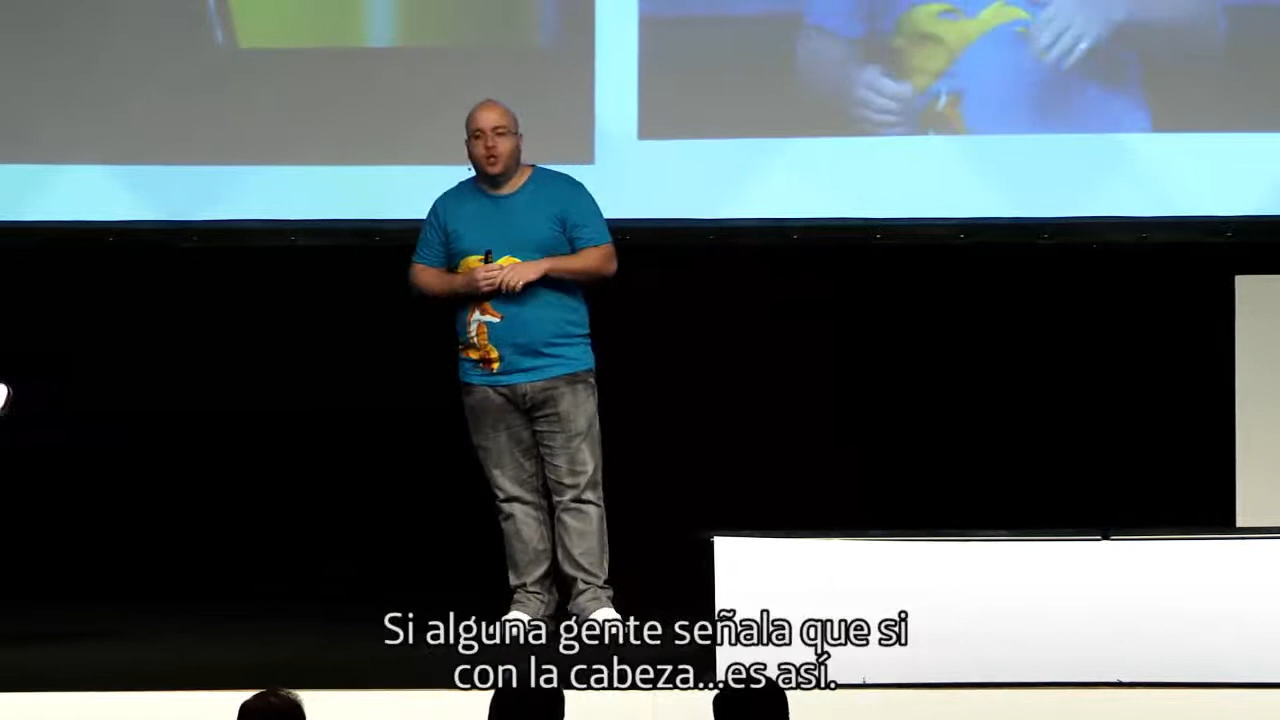 Si alguna gente señala que si
con la cabeza...es así.